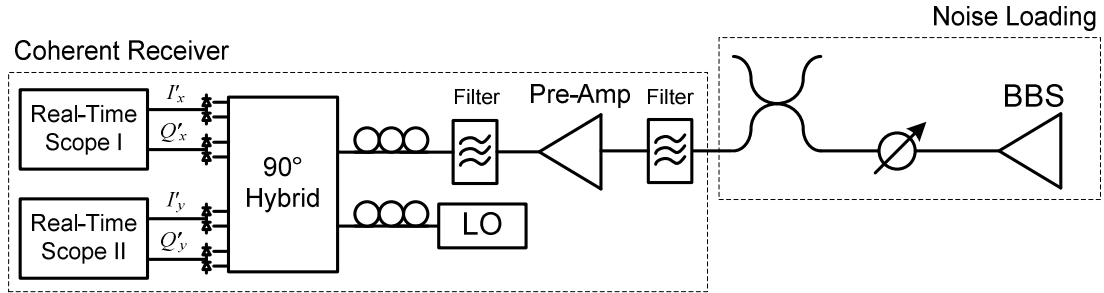 Noise Loading
Coherent Receiver
Real-Time
Scope I
I'x
Q'x
90°
Hybrid
Filter
Pre-Amp
Filter
BBS
Real-Time
Scope II
I'y
Q'y
LO